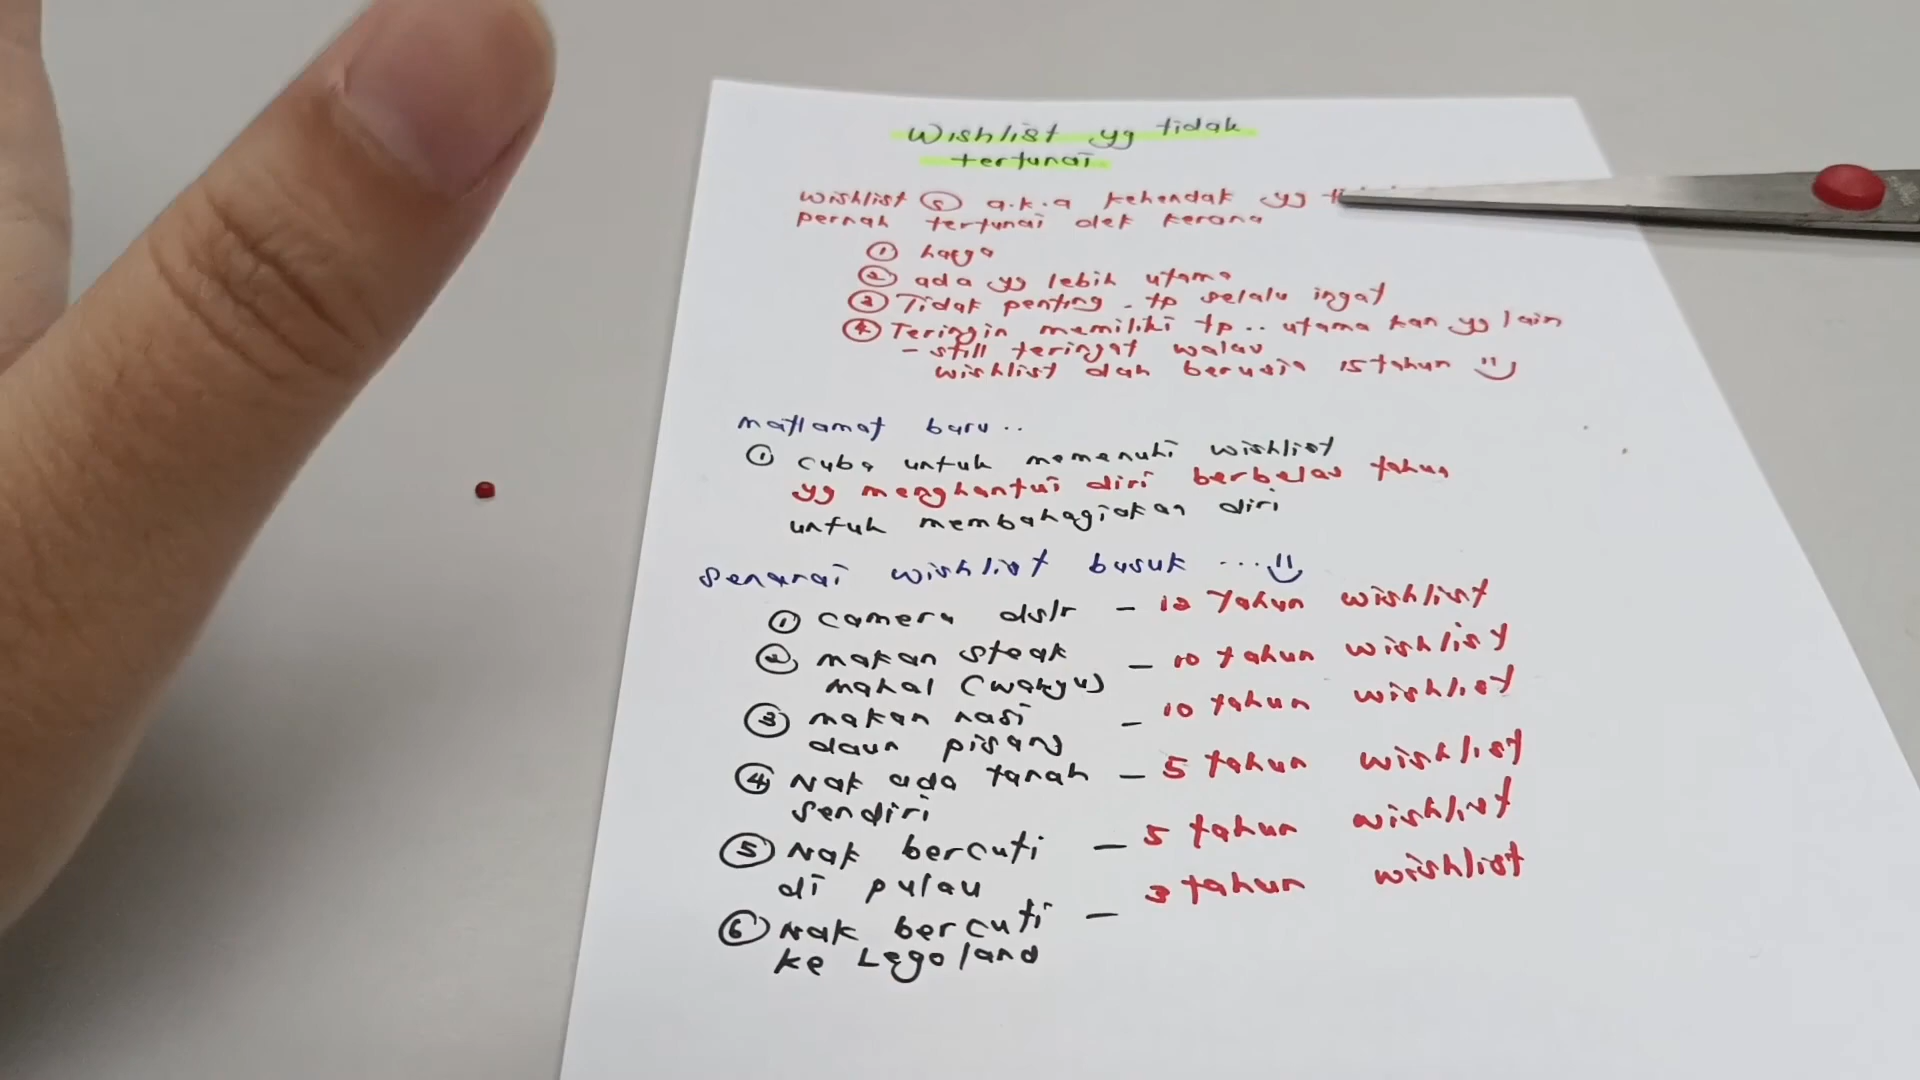 Wishlist yg tidak
tertunai
wishlist (s) a.k.a kehendak yg
pernah tertunai dek kerana
① harga
② ada yg lebih utama
③ Tidak penting - tp selalu ingat
④ Teringin memiliki tp.. utama kan yg lain
- still teringat walau
wishlist dah berusia 15 tahun
matlamat baru..
① cuba untuk memenuhi wishlist
yg menghantui diri berbelas tahun
untuk membahagiakan diri
senarai wishlist busuk ...
① camera dslr - tahun wishlist
② makan steak - 10 tahun wishlist
mahal (wagyu)
③ makan nasi - 10 tahun wishlist
daun pisang
④ Nak ada tanah - 5 tahun wishlist
sendiri
⑤ Nak bercuti - 5 tahun wishlist
di pulau
⑥ Nak bercuti - 3 tahun wishlist
ke Legoland